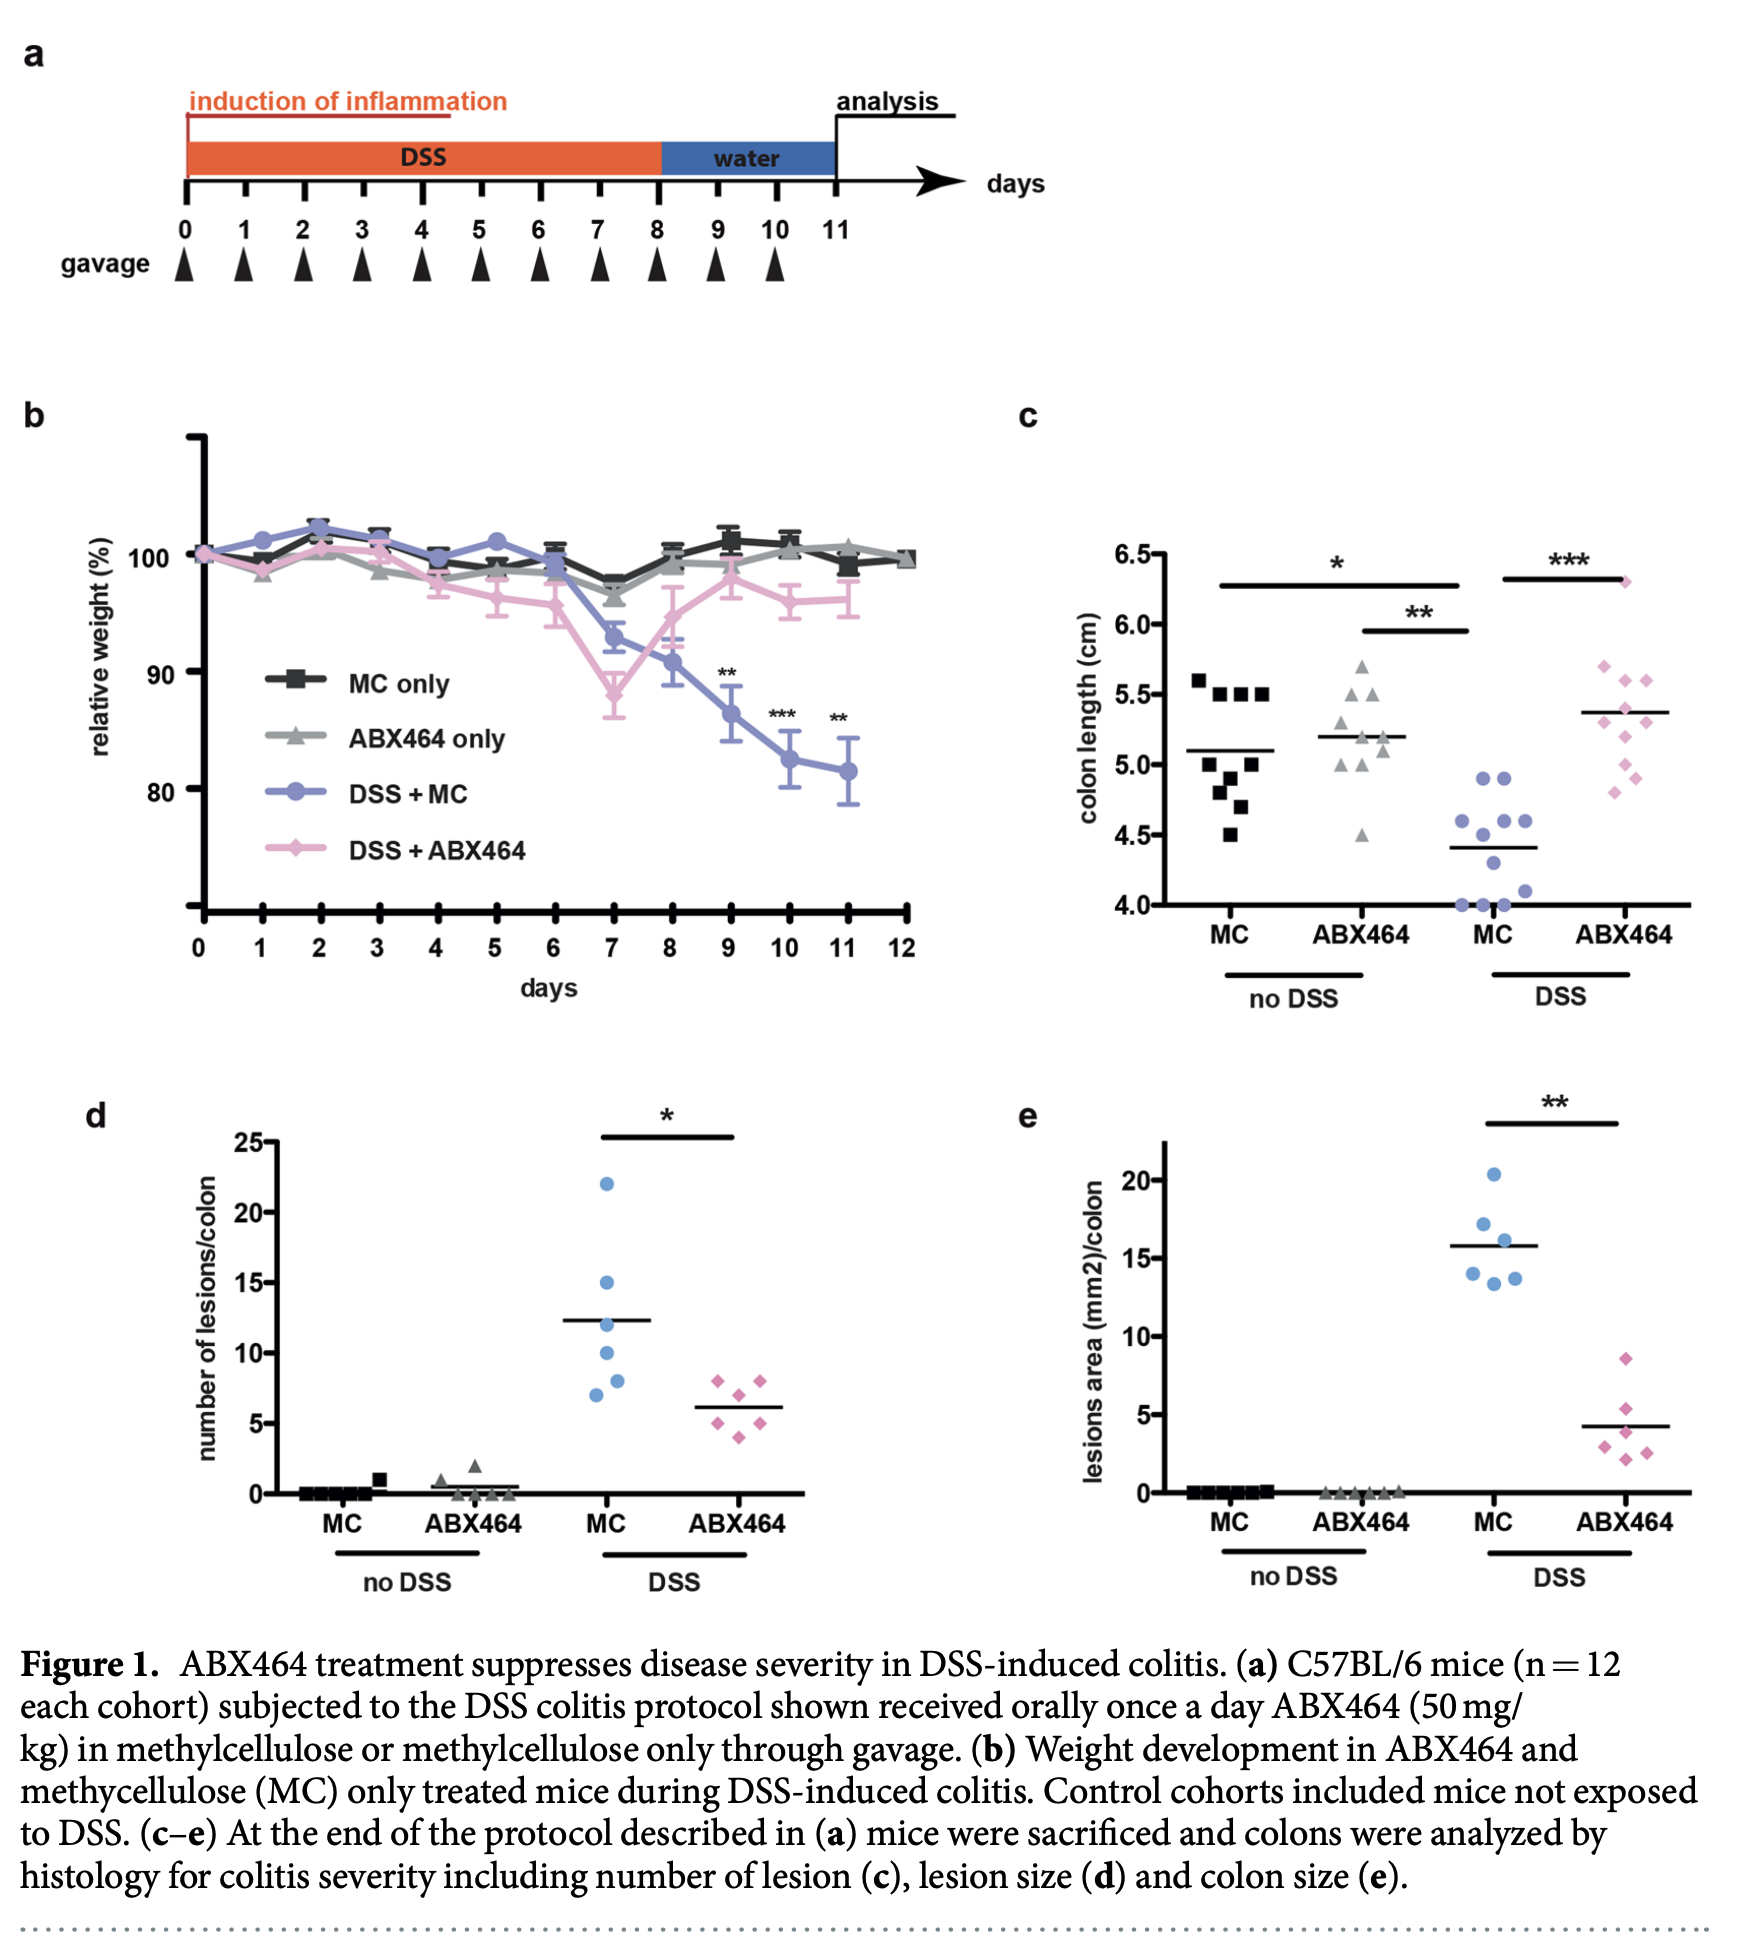 a
induction of inflammation
analysis
DSS
water
days
0 1 2 3 4 5 6 7 8 9 10 11
gavage
b
relative weight (%)
100
90
80
MC only
ABX464 only
DSS + MC
DSS + ABX464
**
***
**
0 1 2 3 4 5 6 7 8 9 10 11 12
days
c
colon length (cm)
6.5
6.0
5.5
5.0
4.5
4.0
*
**
***
MC ABX464 MC ABX464
no DSS DSS
d
number of lesions/colon
25
20
15
10
5
0
*
MC ABX464 MC ABX464
no DSS DSS
e
lesions area (mm2)/colon
20
15
10
5
0
**
MC ABX464 MC ABX464
no DSS DSS
Figure 1. ABX464 treatment suppresses disease severity in DSS-induced colitis. (a) C57BL/6 mice (n = 12
each cohort) subjected to the DSS colitis protocol shown received orally once a day ABX464 (50 mg/
kg) in methylcellulose or methylcellulose only through gavage. (b) Weight development in ABX464 and
methycellulose (MC) only treated mice during DSS-induced colitis. Control cohorts included mice not exposed
to DSS. (c–e) At the end of the protocol described in (a) mice were sacrificed and colons were analyzed by
histology for colitis severity including number of lesion (c), lesion size (d) and colon size (e).